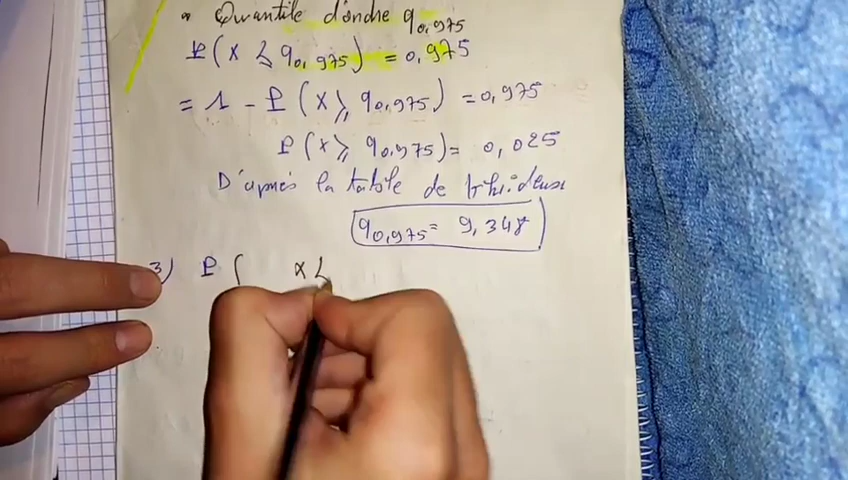 • Quantile d'ordre q0,975
P(X ≤ q0,975) = 0,975
= 1 - P(X ≥ q0,975) = 0,975
P(X ≥ q0,975) = 0,025
D'après la table de khi-deux
q0,975 = 9,348
3) P( X <